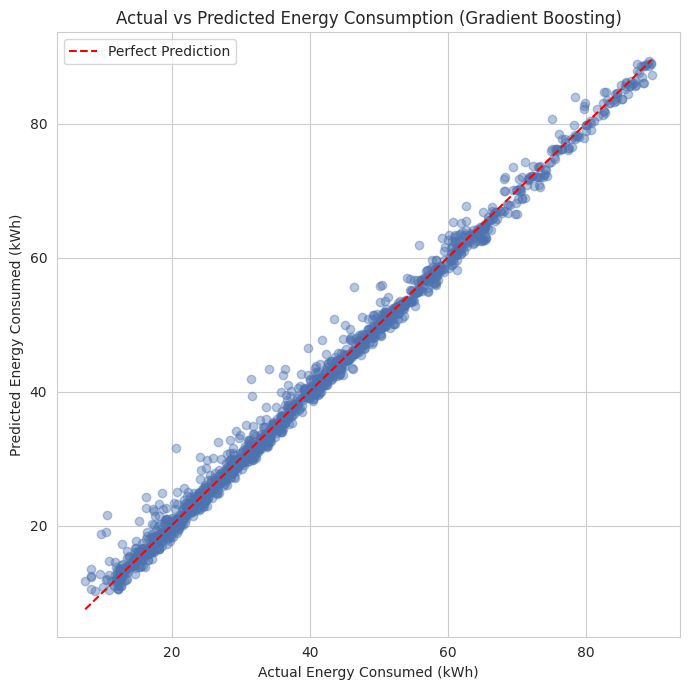 Actual vs Predicted Energy Consumption (Gradient Boosting)
Perfect Prediction
Predicted Energy Consumed (kWh)
80
60
40
20
20 40 60 80
Actual Energy Consumed (kWh)